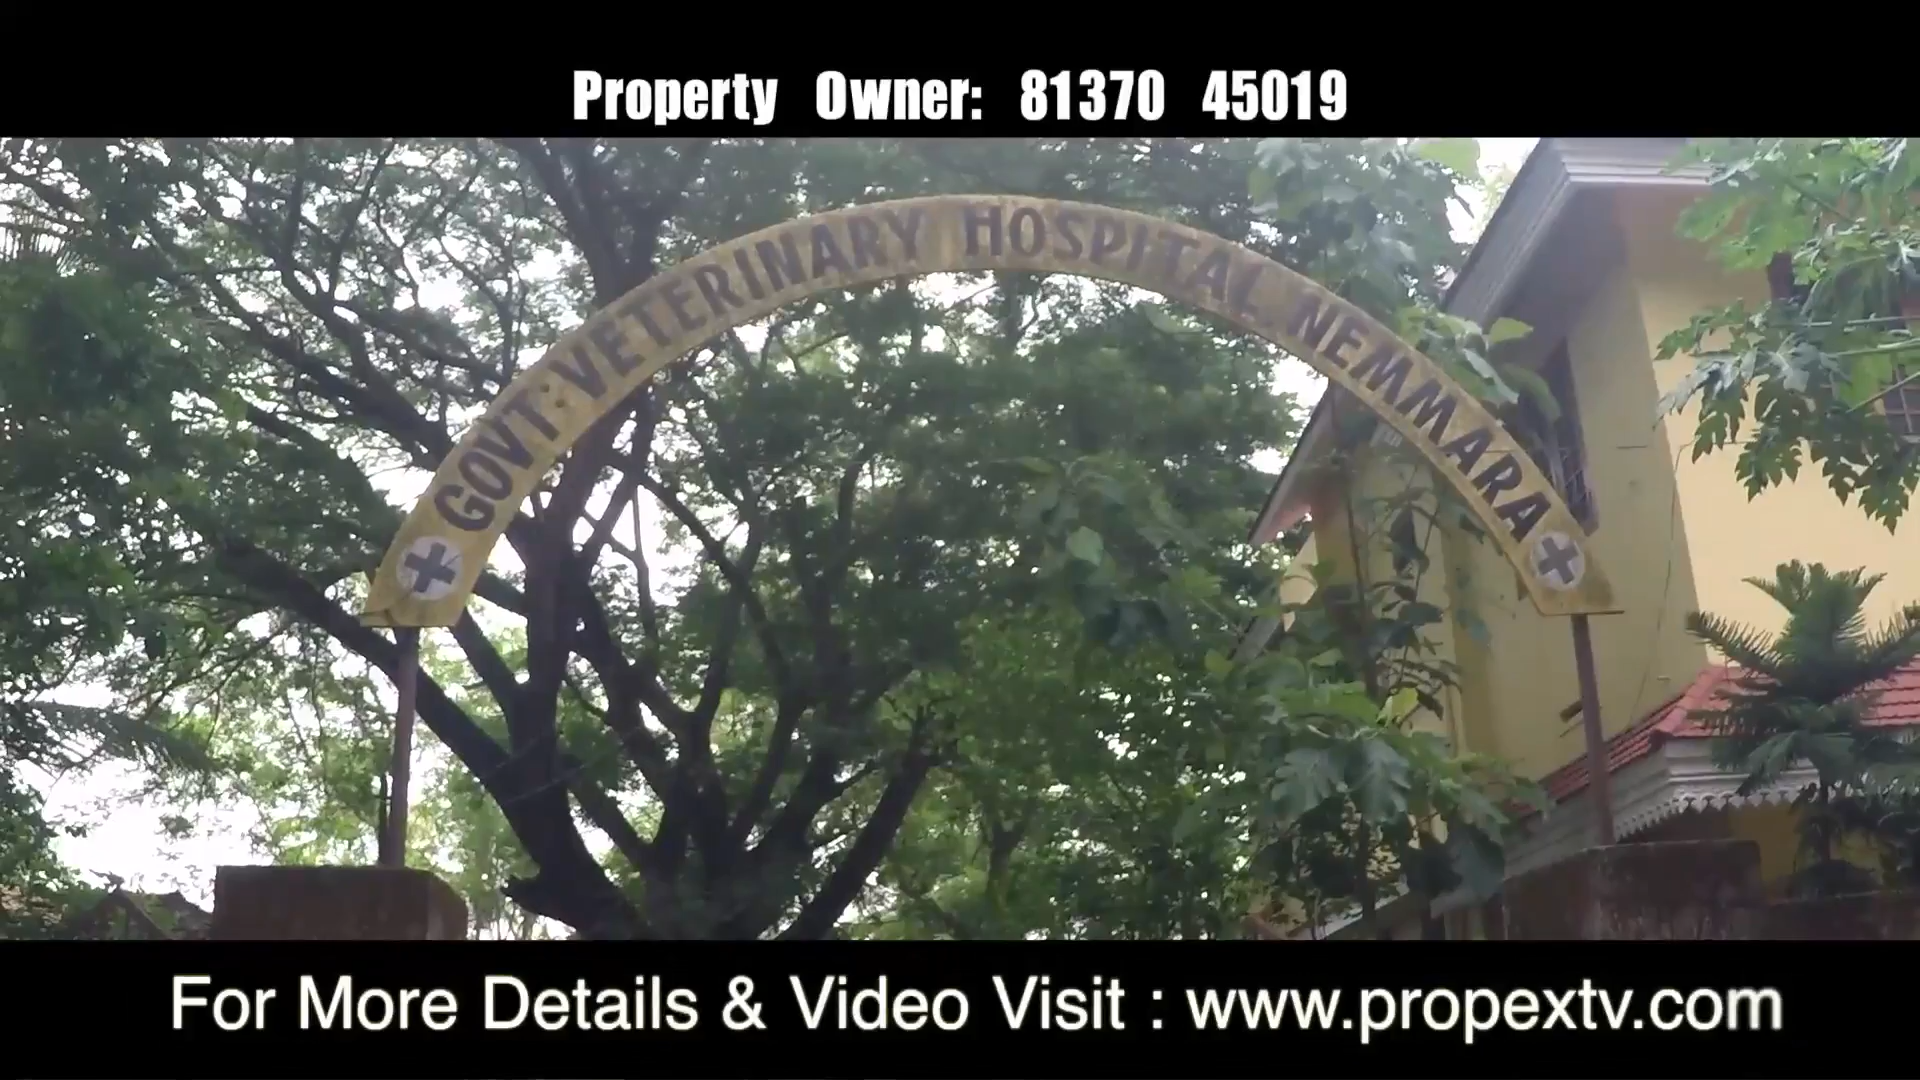 Property Owner: 81370 45019
GOVT: VETERINARY HOSPITAL NEMMARA
For More Details & Video Visit : www.propextv.com